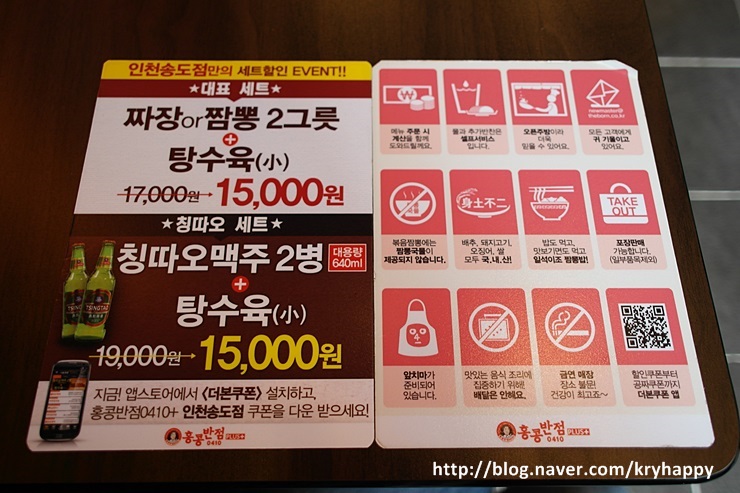 인천송도점만의 세트할인 EVENT!!
★대표 세트★
짜장or짬뽕 2그릇
+
탕수육(小)
17,000원→15,000원
★칭따오 세트★
칭따오맥주 2병
대용량
640ml
+
탕수육(小)
TSINGTAO
19,000원→15,000원
지금! 앱스토어에서 <더본쿠폰> 설치하고,
홍콩반점0410+ 인천송도점 쿠폰을 다운 받으세요!
홍콩반점 PLUS+
0410
메뉴 주문 시
계산을 함께
도와드릴께요.
물과 추가반찬은
셀프서비스
입니다.
오픈주방이라
더욱
믿을 수 있어요.
newmaster@
theborn.co.kr
모든 고객에게
귀 기울이고
있어요.
볶음짬뽕에는
짬뽕국물이
제공되지 않습니다.
身土不二
배추, 돼지고기,
오징어, 쌀
모두 국.내.산!
밥도 먹고,
맛보기면도 먹고
일석이조 짬뽕밥!
TAKE
OUT
포장판매
가능합니다.
(일부품목제외)
앞치마가
준비되어
있습니다.
맛있는 음식 조리에
집중하기 위해!
배달은 안해요.
금연 매장
장소 불문!
건강이 최고죠~
할인쿠폰부터
공짜쿠폰까지
더본쿠폰 앱
홍콩반점 PLUS+
0410
http://blog.naver.com/kryhappy